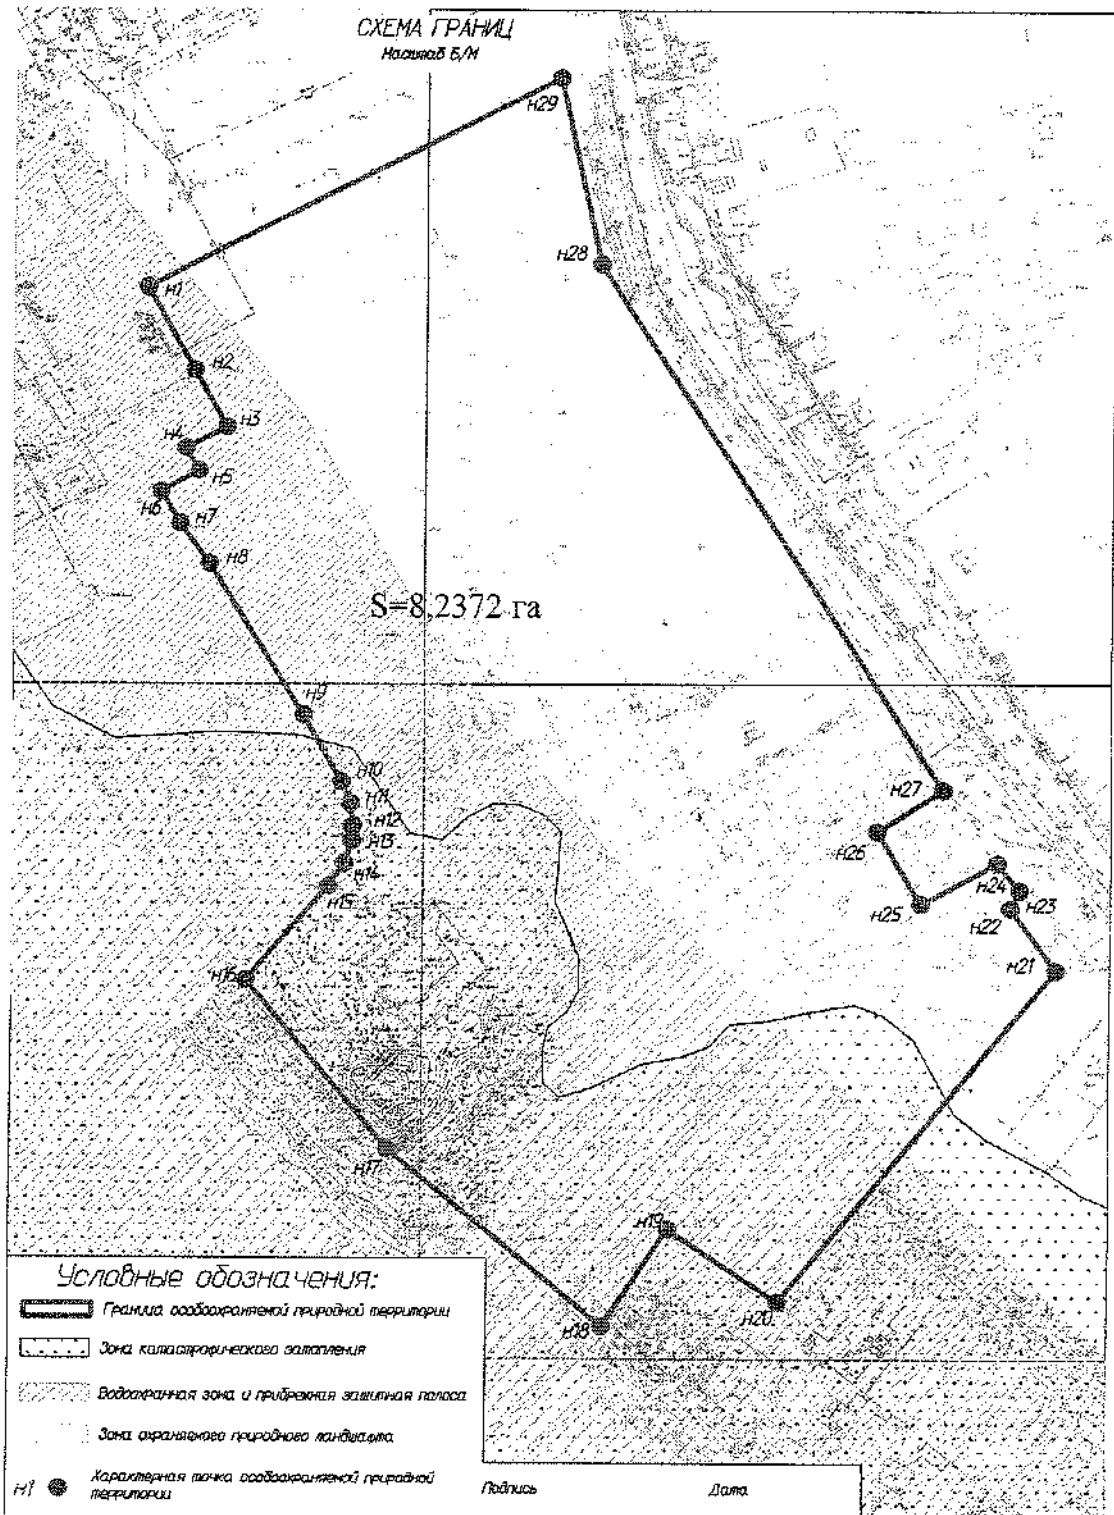 СХЕМА ГРАНИЦ
Масштаб Б/М
н29
н28
н1
н2
н3
н4
н5
н6
н7
н8
S=8,2372 га
н9
н10
н11
н12
н13
н14
н15
н16
н17
н18
н19
н20
н21
н22
н23
н24
н25
н26
н27
Условные обозначения:
Граница особоохраняемой природной территории
Зона катастрофического затопления
Водоохранная зона и прибрежная защитная полоса
Зона охраняемого природного ландшафта
н1 Характерная точка особоохраняемой природной
территории
Подпись Дата